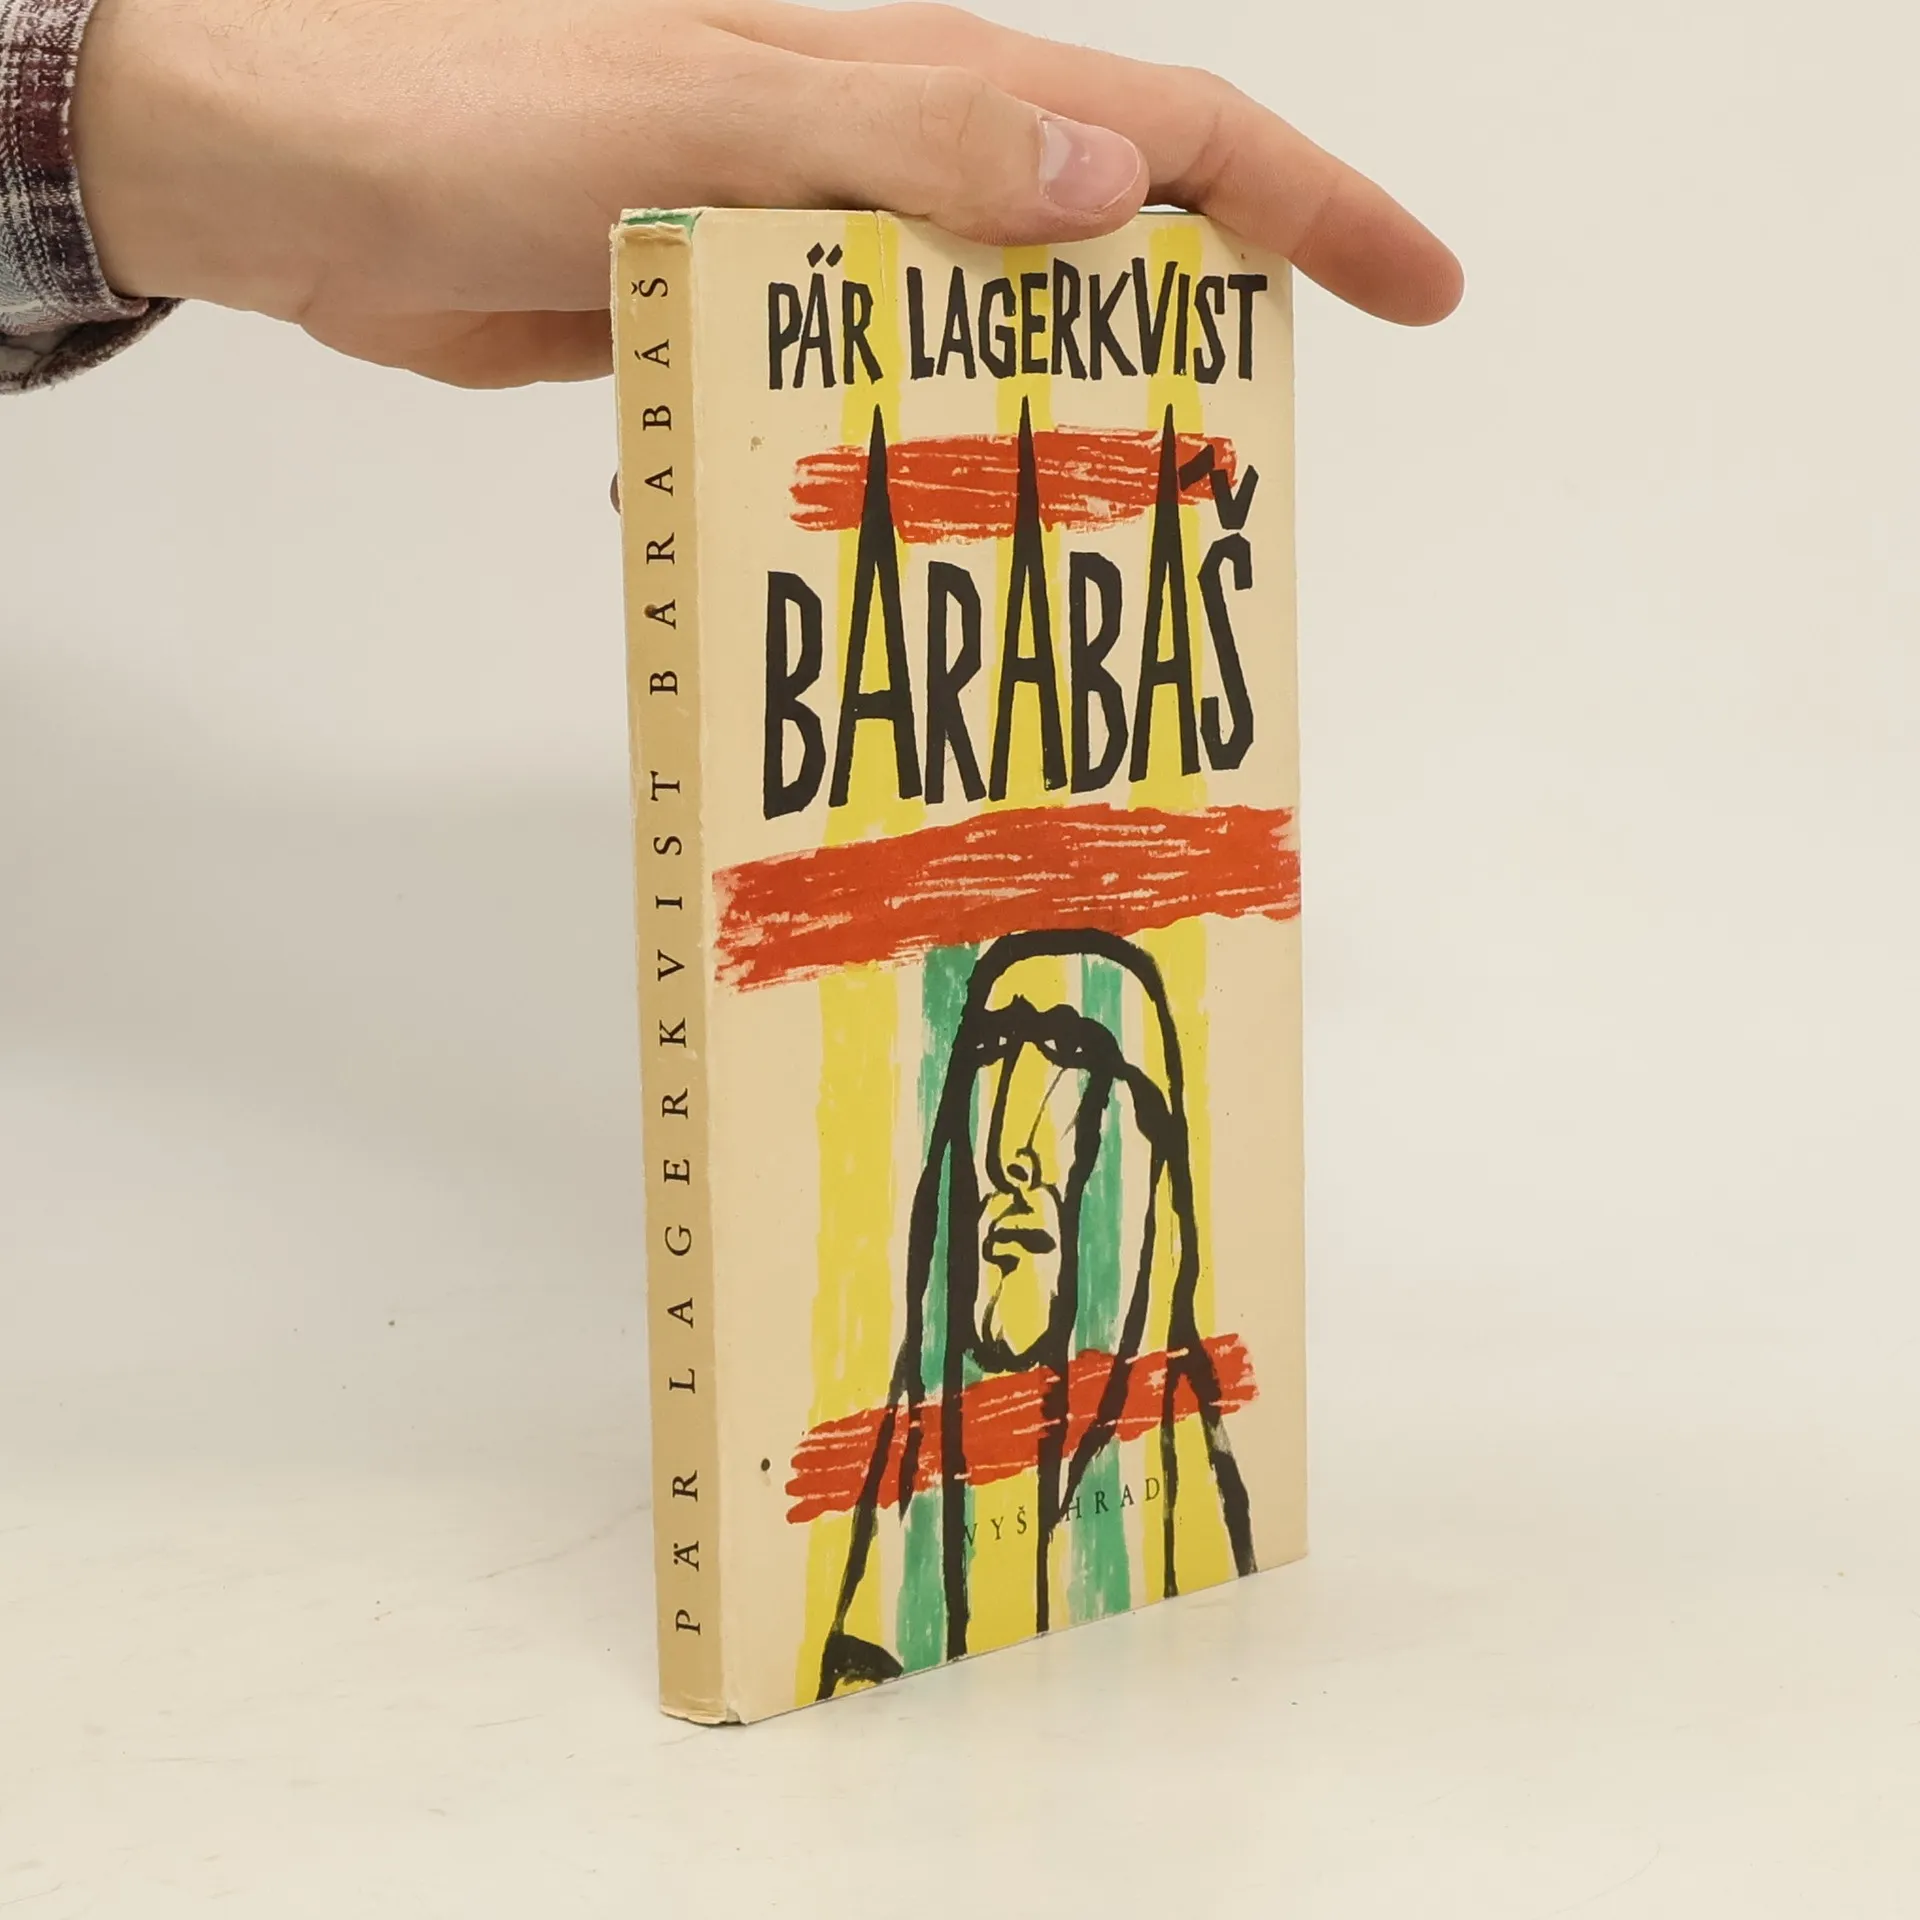 PÄR LAGERKVIST
BARABÁŠ
VYŠEHRAD
PÄR LAGERKVIST BARABÁŠ